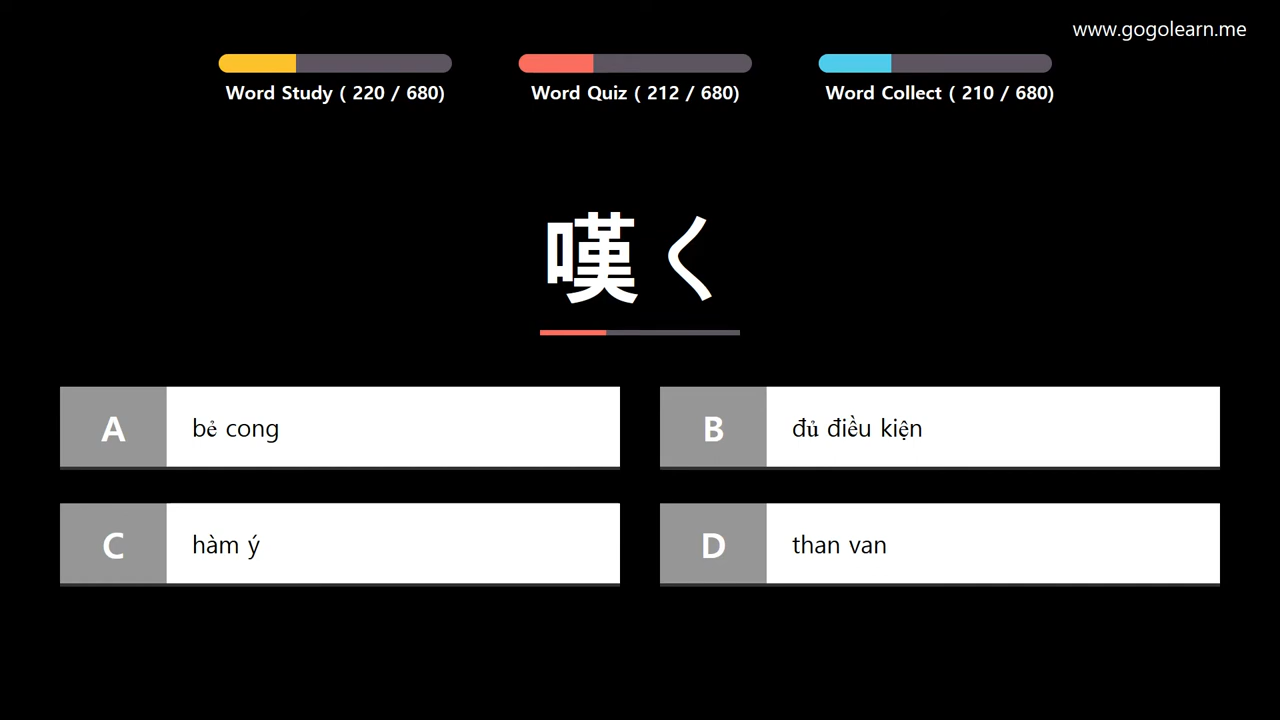 www.gogolearn.me
Word Study ( 220 / 680)
Word Quiz ( 212 / 680)
Word Collect ( 210 / 680)
嘆く
A bẻ cong
B đủ điều kiện
C hàm ý
D than van